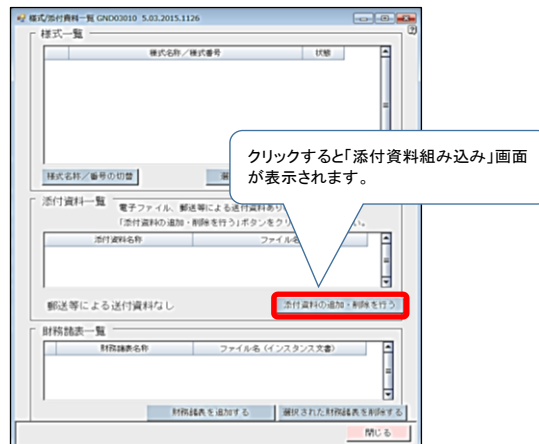 様式/添付資料一覧 GND03010 5.03.2015.1126
様式一覧
様式名称/様式番号 状態
様式名称/番号の切替
クリックすると「添付資料組み込み」画面
が表示されます。
添付資料一覧
電子ファイル、郵送等による送付資料あり
「添付資料の追加・削除を行う」ボタンをクリ
添付資料名称 ファイル名
郵送等による送付資料なし
添付資料の追加・削除を行う
財務諸表一覧
財務諸表名称 ファイル名(インスタンス文書)
財務諸表を追加する 選択された財務諸表を削除する
閉じる